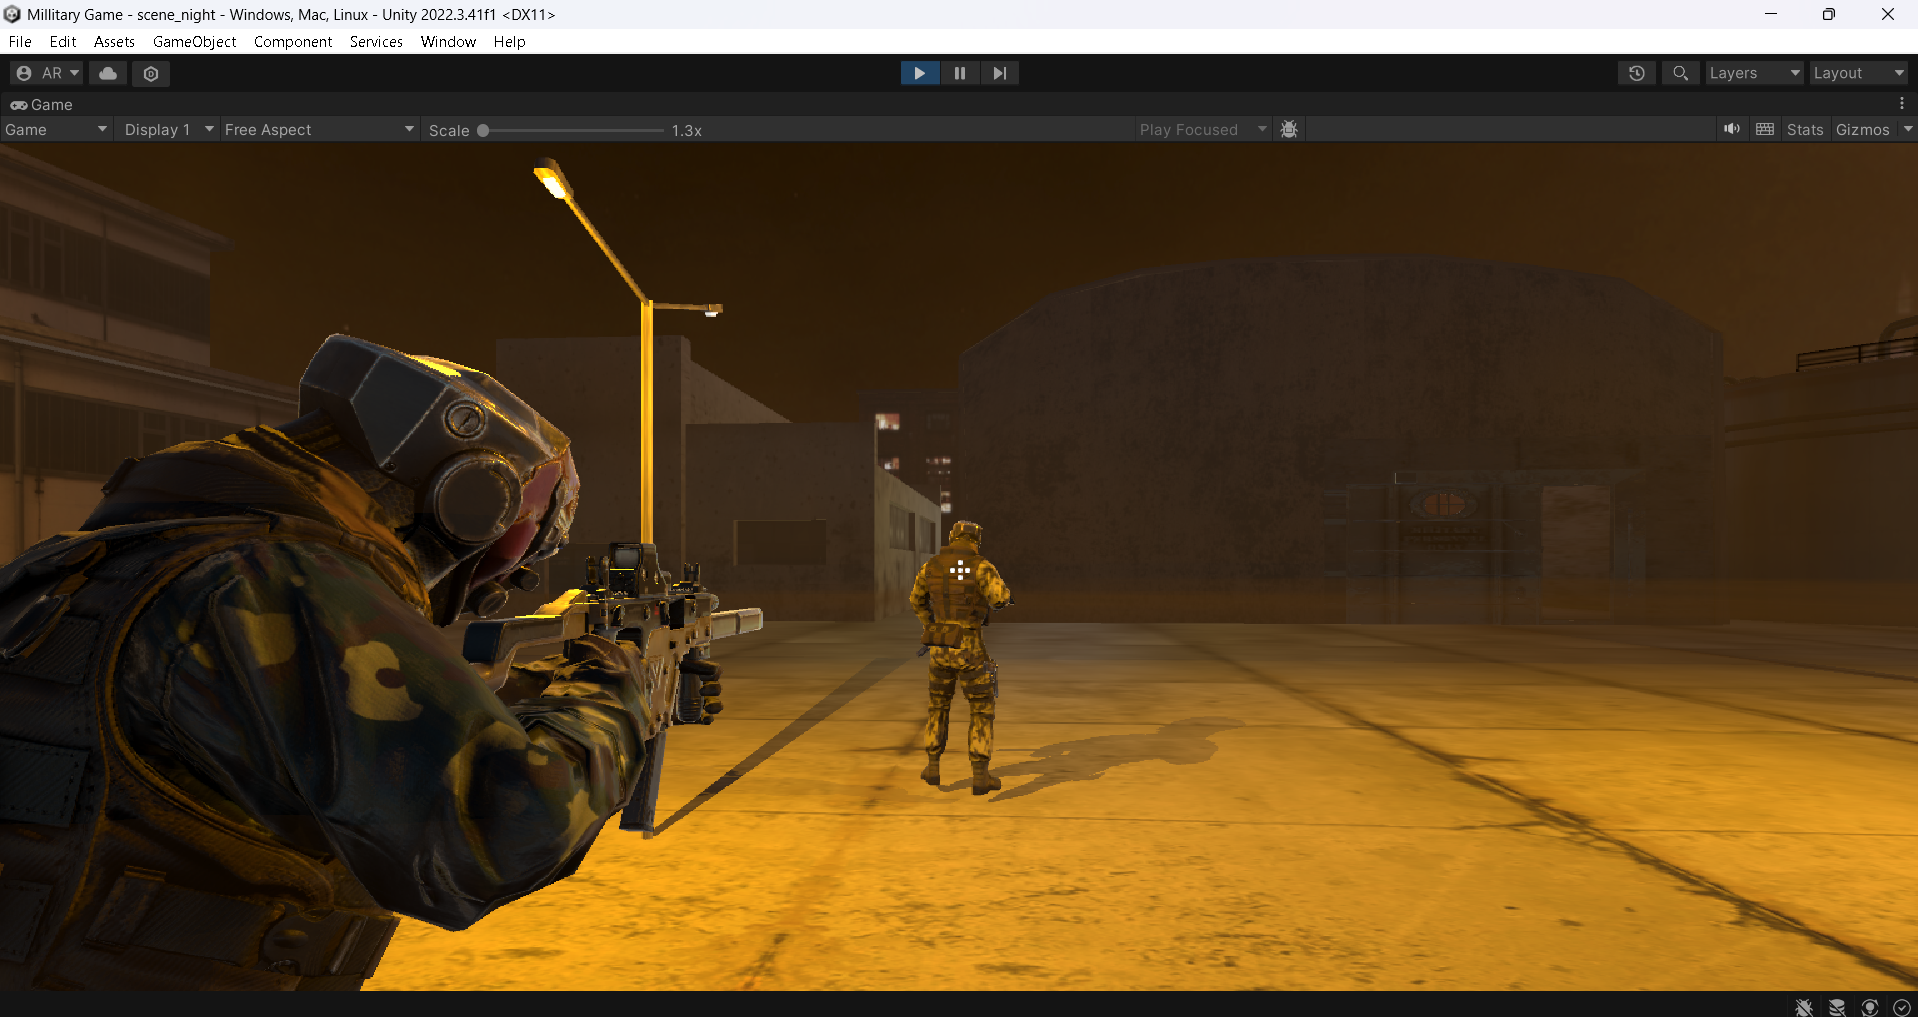 Millitary Game - scene_night - Windows, Mac, Linux - Unity 2022.3.41f1 <DX11>
File Edit Assets GameObject Component Services Window Help
AR Layers Layout
Game
Game Display 1 Free Aspect Scale 1.3x Play Focused Stats Gizmos